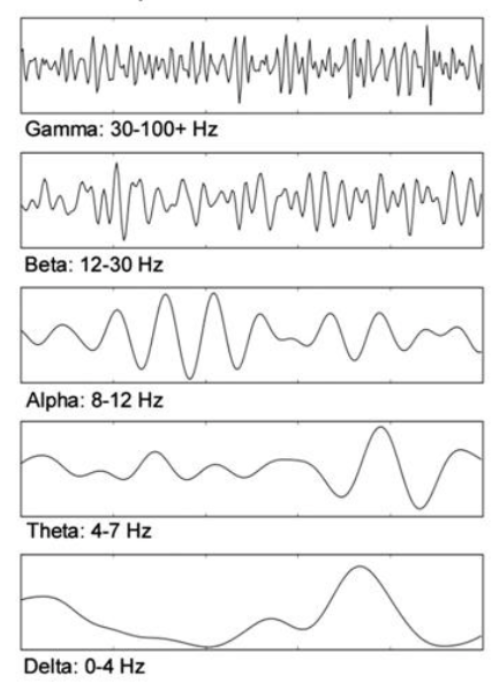 Gamma: 30-100+ Hz
Beta: 12-30 Hz
Alpha: 8-12 Hz
Theta: 4-7 Hz
Delta: 0-4 Hz